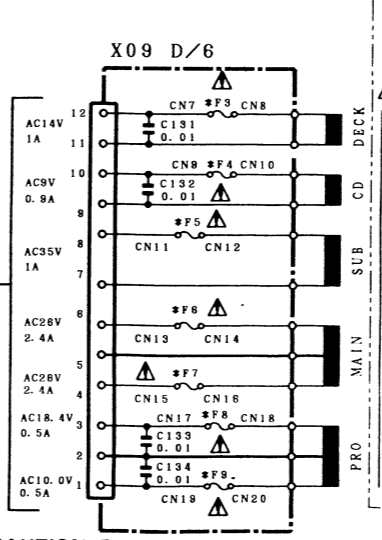 X09 D/6
12 CN7 *F3 CN8
AC14V
1A
C131
0.01
DECK
11
10 CN9 *F4 CN10
AC9V
0.9A
C132
0.01
CD
9
8
*F5
CN11 CN12
AC35V
1A
SUB
7
6
*F6
AC26V
2.4A
CN13 CN14
MAIN
5
*F7
AC26V
2.4A
CN15 CN16
4
AC18.4V
0.5A
3 CN17 *F8 CN18
C133
0.01
2
PRO
C134
0.01
AC10.0V
0.5A
1
*F9
CN19 CN20